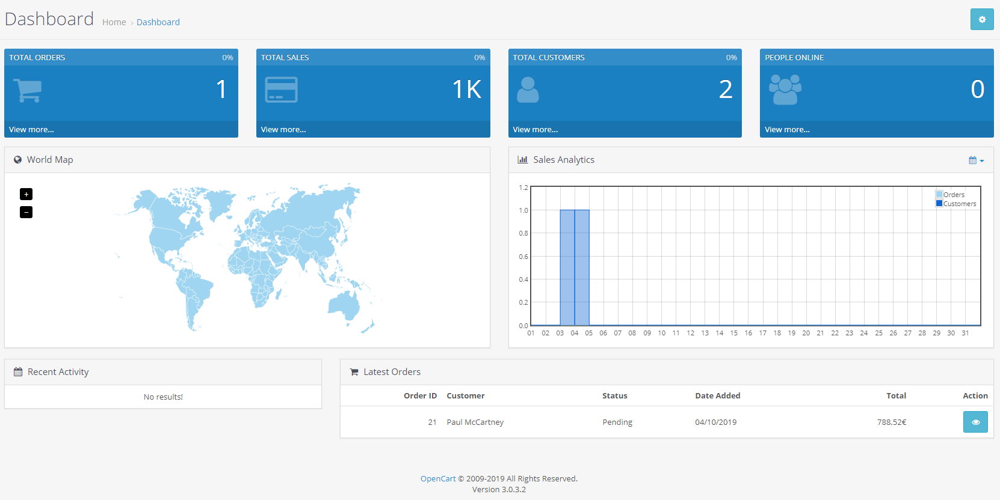 Dashboard Home › Dashboard
TOTAL ORDERS 0%
1
View more...
TOTAL SALES 0%
1K
View more...
TOTAL CUSTOMERS 0%
2
View more...
PEOPLE ONLINE
0
View more...
World Map
+
−
Sales Analytics
1.2
1.0
0.8
0.6
0.4
0.2
0.0
Orders
Customers
01 02 03 04 05 06 07 08 09 10 11 12 13 14 15 16 17 18 19 20 21 22 23 24 25 26 27 28 29 30 31
Recent Activity
No results!
Latest Orders
Order ID Customer Status Date Added Total Action
21 Paul McCartney Pending 04/10/2019 788.52€
OpenCart © 2009-2019 All Rights Reserved.
Version 3.0.3.2